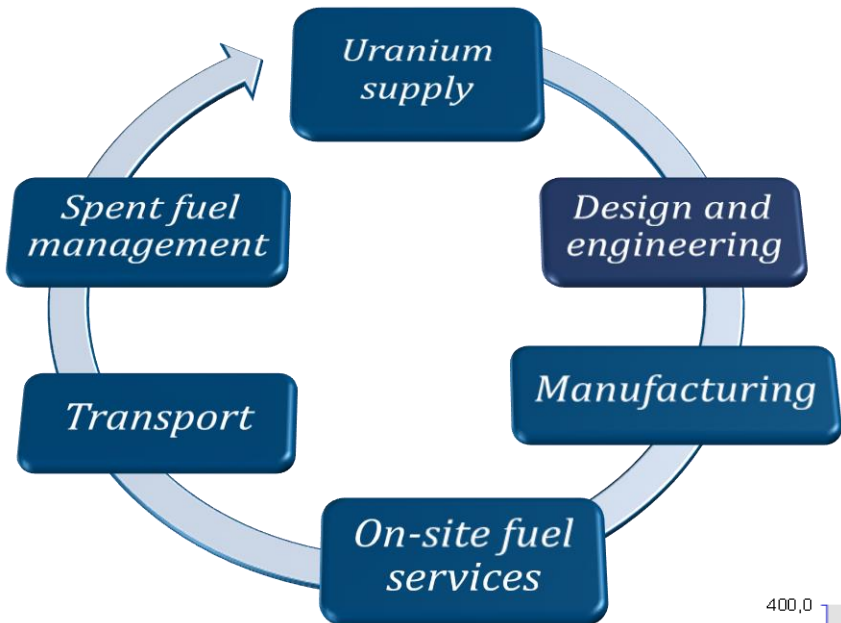 Uranium
supply
Design and
engineering
Manufacturing
On-site fuel
services
Transport
Spent fuel
management
400,0